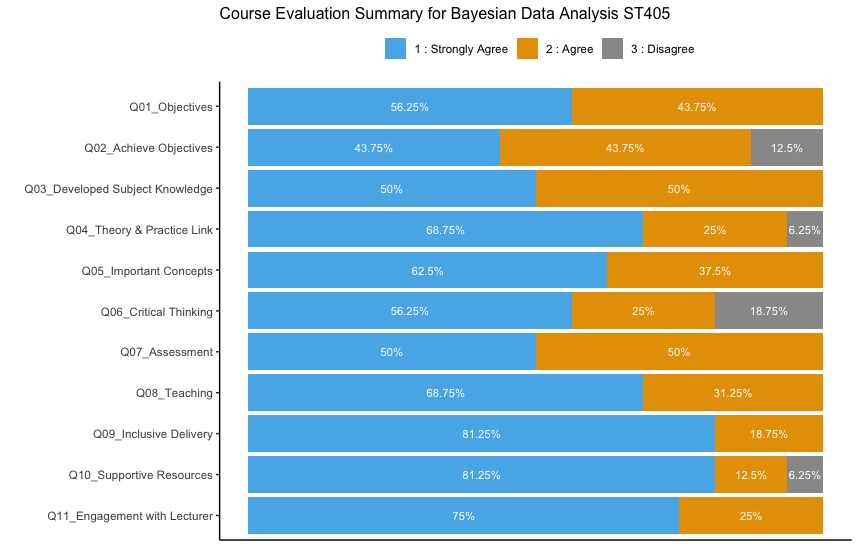 Course Evaluation Summary for Bayesian Data Analysis ST405
1 : Strongly Agree 2 : Agree 3 : Disagree
Q01_Objectives 56.25% 43.75%
Q02_Achieve Objectives 43.75% 43.75% 12.5%
Q03_Developed Subject Knowledge 50% 50%
Q04_Theory & Practice Link 68.75% 25% 6.25%
Q05_Important Concepts 62.5% 37.5%
Q06_Critical Thinking 56.25% 25% 18.75%
Q07_Assessment 50% 50%
Q08_Teaching 68.75% 31.25%
Q09_Inclusive Delivery 81.25% 18.75%
Q10_Supportive Resources 81.25% 12.5% 6.25%
Q11_Engagement with Lecturer 75% 25%